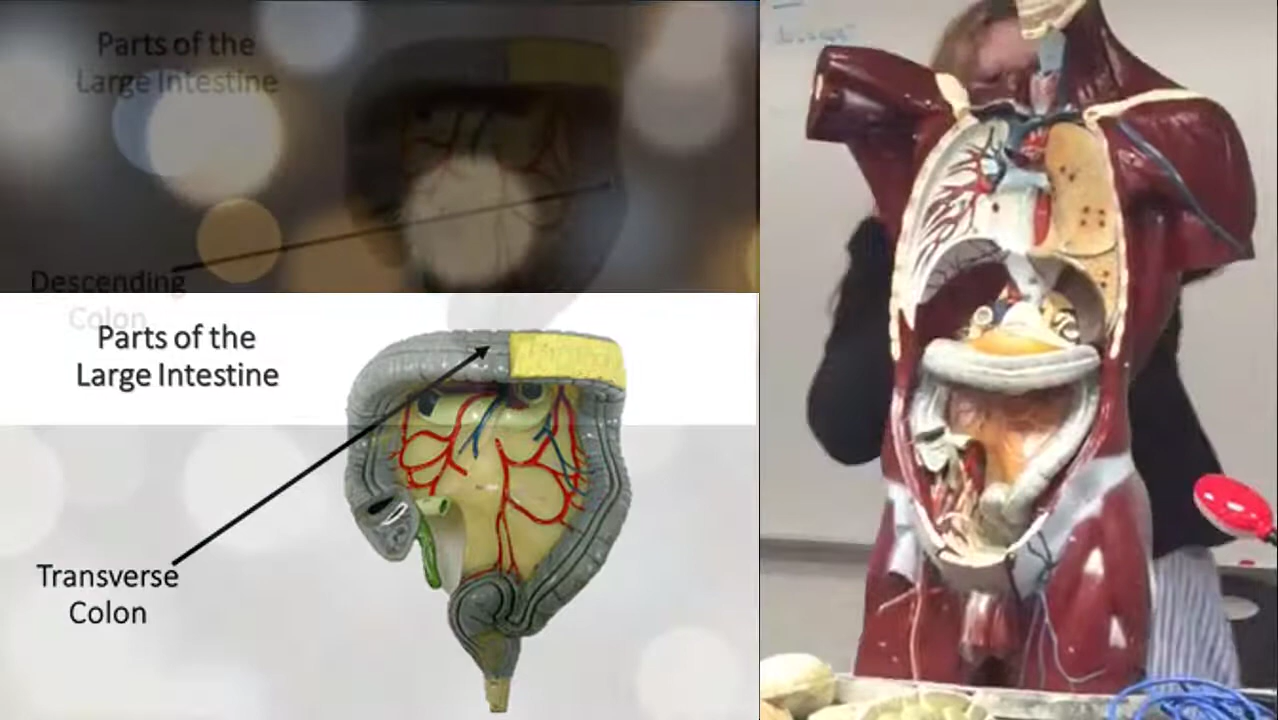 Parts of the
Large Intestine
Descending
Colon
Parts of the
Large Intestine
Transverse
Colon